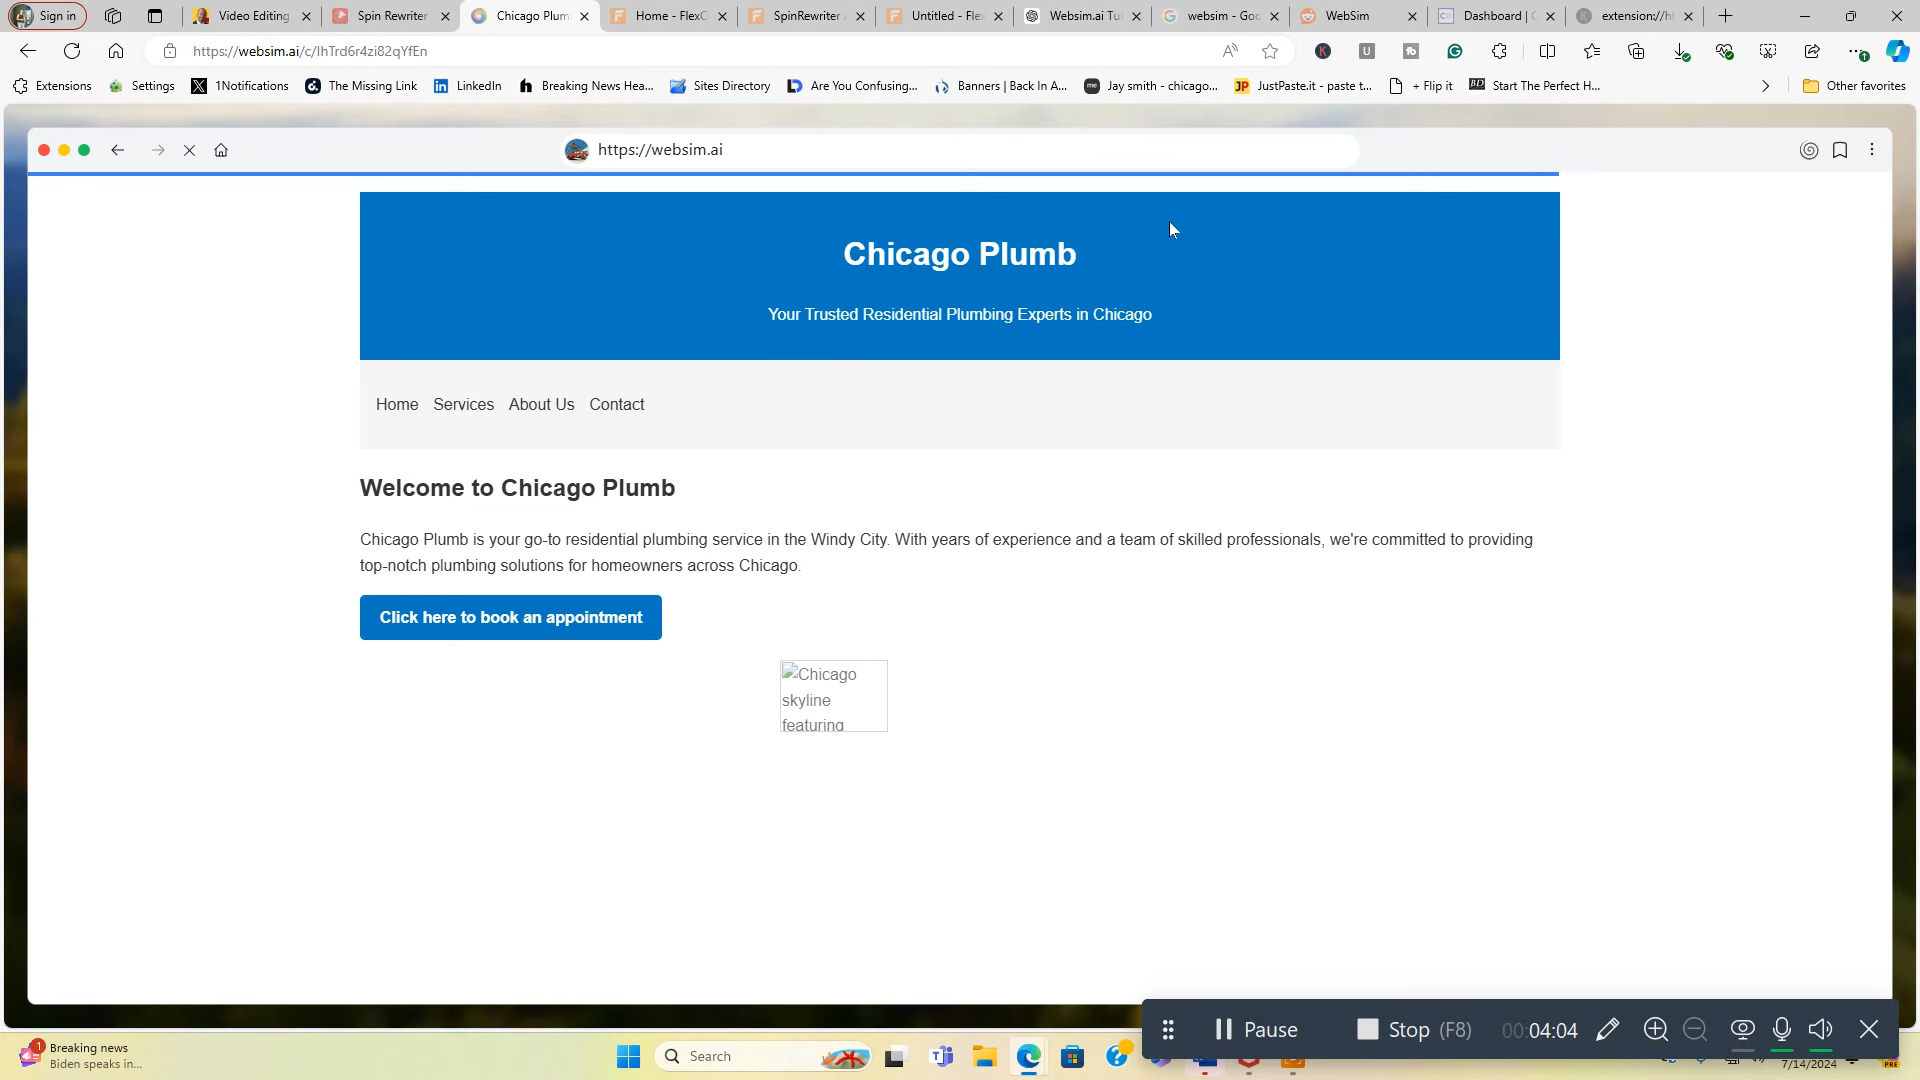 Sign in
Video Editing
Spin Rewriter
Chicago Plum
Home - FlexC
SpinRewriter
Untitled - Flex
Websim.ai Tut
websim - Goo
WebSim
Dashboard | C
extension://h
https://websim.ai/c/lhTrd6r4zi82qYfEn
Extensions
Settings
1Notifications
The Missing Link
LinkedIn
Breaking News Hea...
Sites Directory
Are You Confusing...
Banners | Back In A...
Jay smith - chicago...
JustPaste.it - paste t...
+ Flip it
Start The Perfect H...
Other favorites
https://websim.ai
Chicago Plumb
Your Trusted Residential Plumbing Experts in Chicago
Home Services About Us Contact
Welcome to Chicago Plumb
Chicago Plumb is your go-to residential plumbing service in the Windy City. With years of experience and a team of skilled professionals, we're committed to providing
top-notch plumbing solutions for homeowners across Chicago.
Click here to book an appointment
Chicago
skyline
featuring
Pause
Stop (F8)
00:04:04
Breaking news
Biden speaks in...
Search
7/14/2024